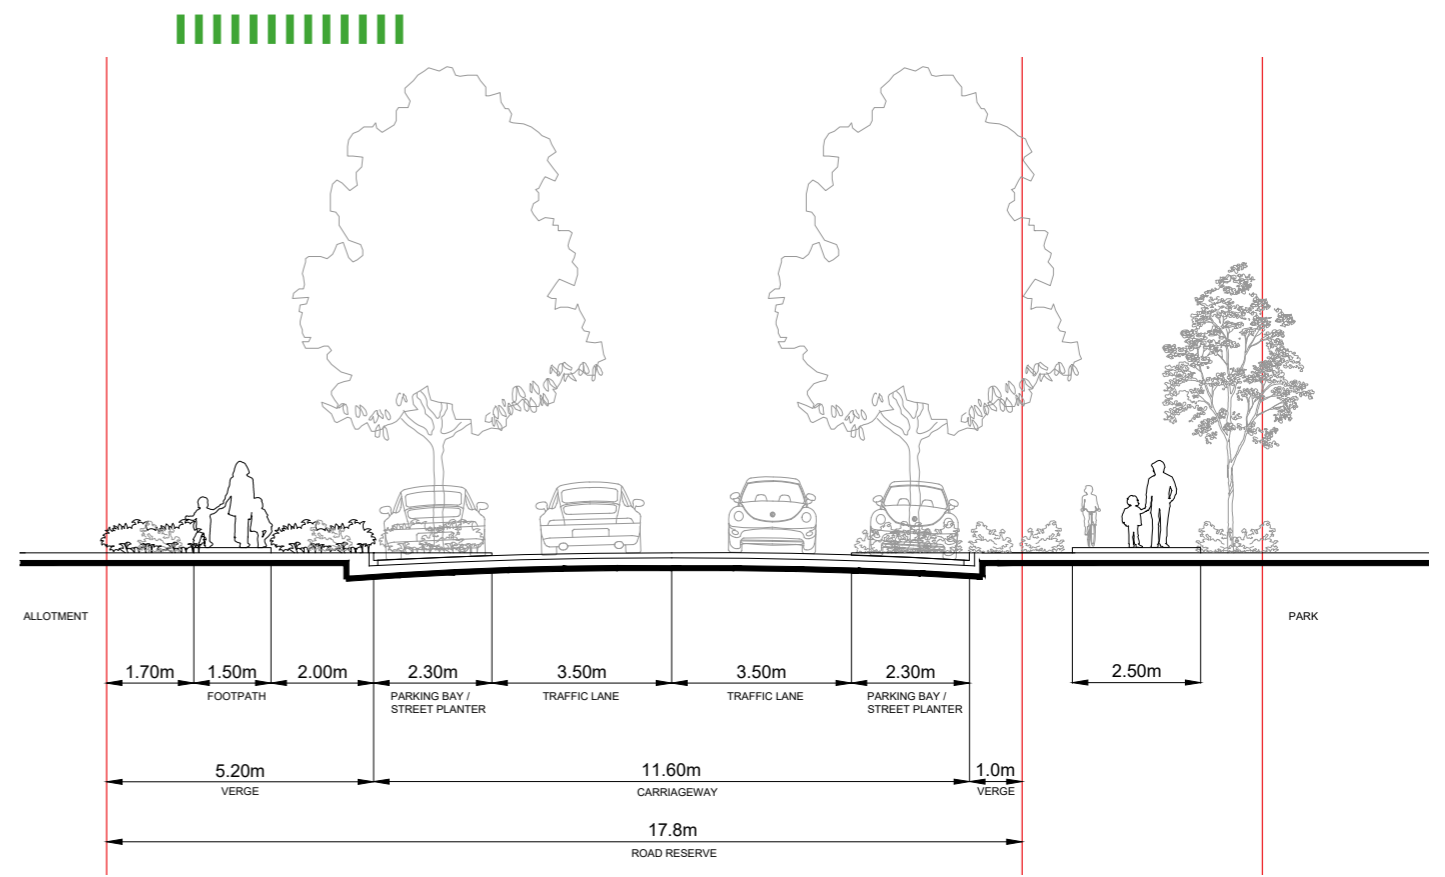 ALLOTMENT
PARK
1.70m
1.50m
2.00m
2.30m
3.50m
3.50m
2.30m
2.50m
FOOTPATH
PARKING BAY /
STREET PLANTER
TRAFFIC LANE
TRAFFIC LANE
PARKING BAY /
STREET PLANTER
5.20m
11.60m
1.0m
VERGE
CARRIAGEWAY
VERGE
17.8m
ROAD RESERVE